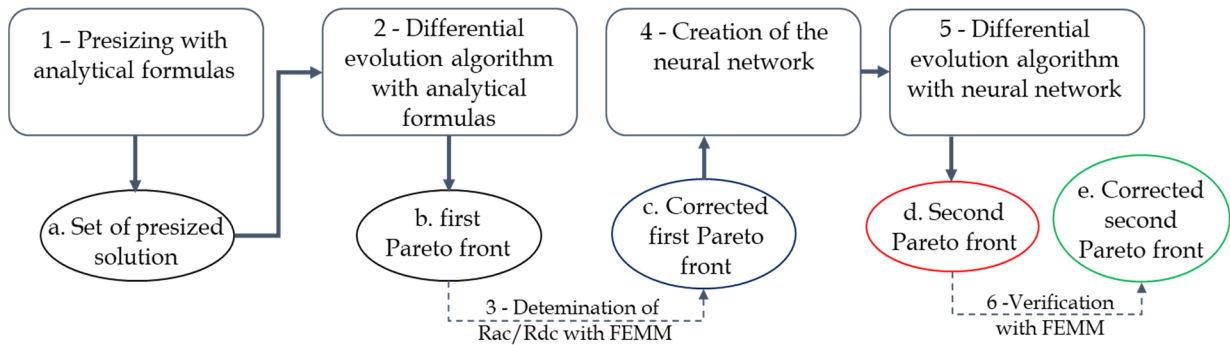 1 – Presizing with
analytical formulas
a. Set of presized
solution
2 - Differential
evolution algorithm
with analytical
formulas
b. first
Pareto front
3 - Detemination of
Rac/Rdc with FEMM
c. Corrected
first Pareto
front
4 - Creation of the
neural network
5 - Differential
evolution algorithm
with neural network
d. Second
Pareto front
6 -Verification
with FEMM
e. Corrected
second
Pareto front